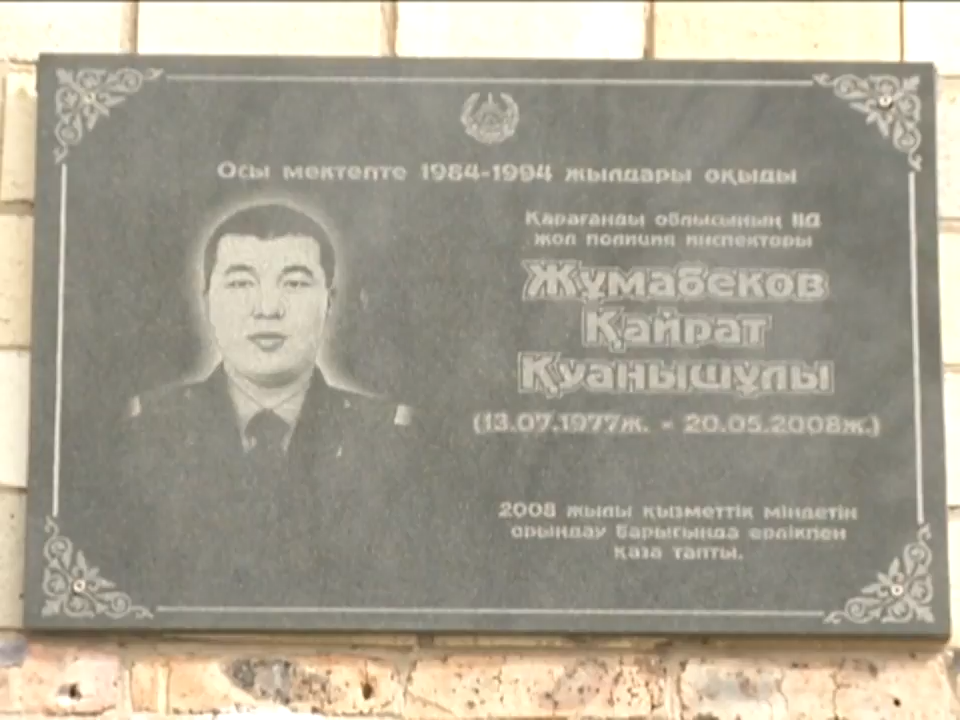 Осы мектепте 1984-1994 жылдары оқыды
Қарағанды облысының ІІД
жол полиция инспекторы
Жұмабеков
Қайрат
Қуанышұлы
(13.07.1977ж. - 20.05.2008ж.)
2008 жылы қызметтік міндетін
орындау барысында ерлікпен
қаза тапты.